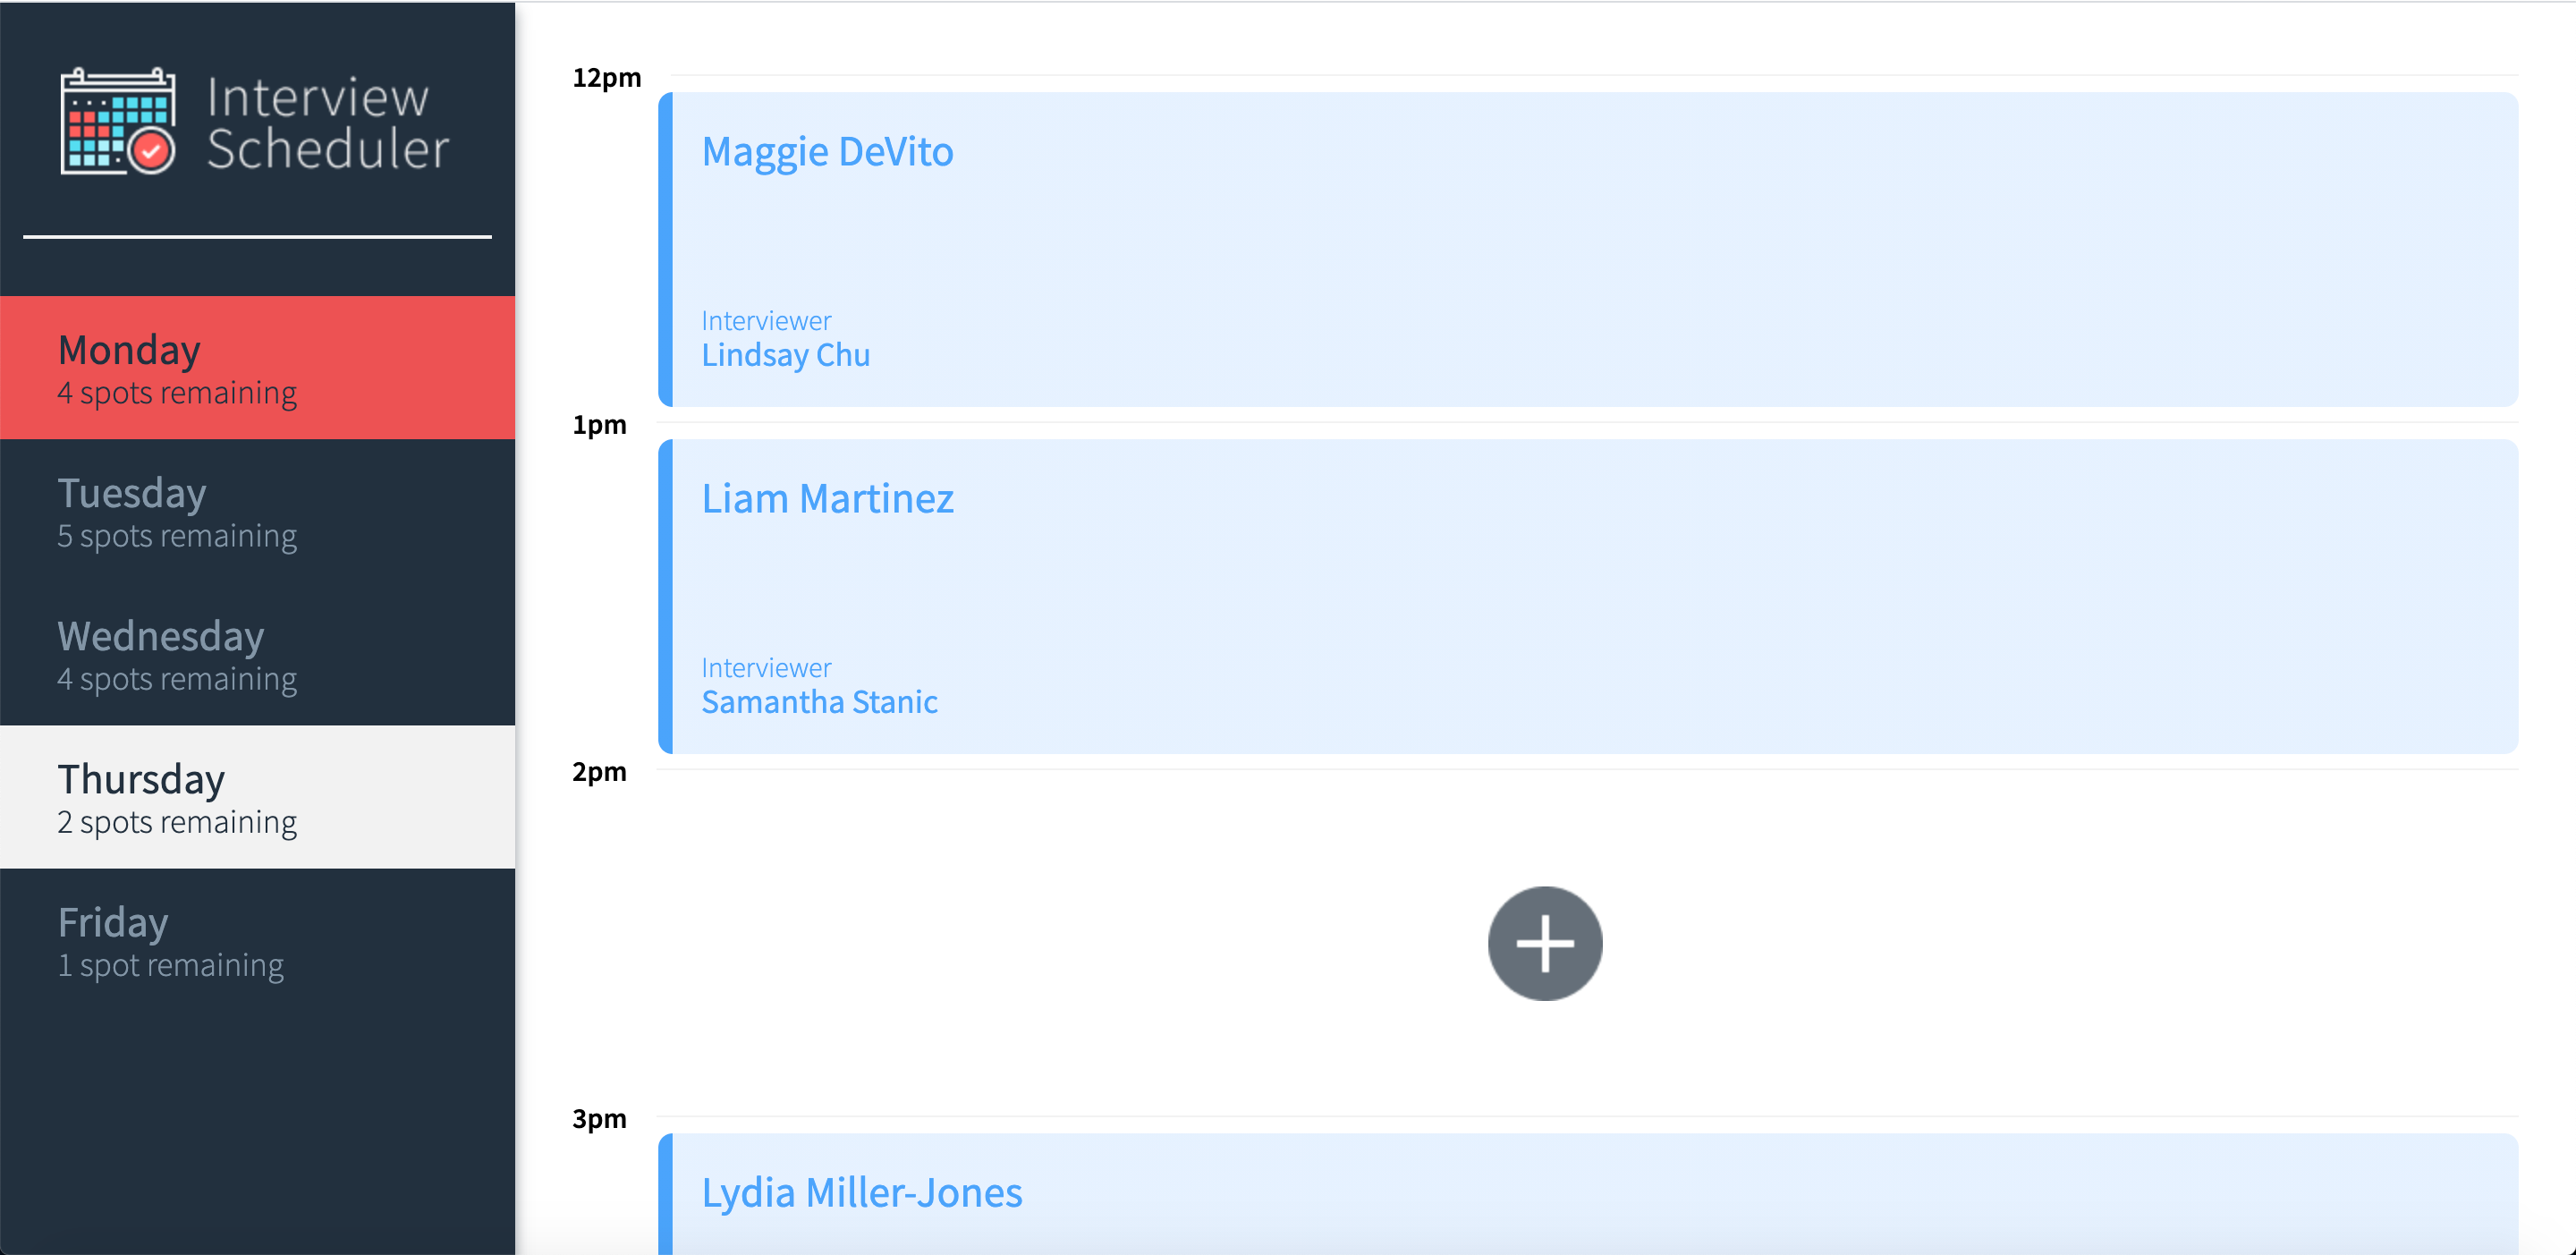 Interview
Scheduler
Monday
4 spots remaining
Tuesday
5 spots remaining
Wednesday
4 spots remaining
Thursday
2 spots remaining
Friday
1 spot remaining
12pm
Maggie DeVito
Interviewer
Lindsay Chu
1pm
Liam Martinez
Interviewer
Samantha Stanic
2pm
3pm
Lydia Miller-Jones